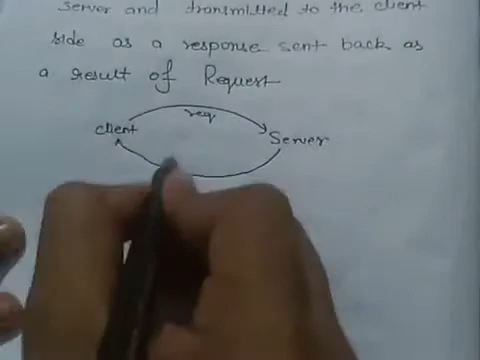 server and transmitted to the client
side as a response sent back as
a result of Request
req
client
Server